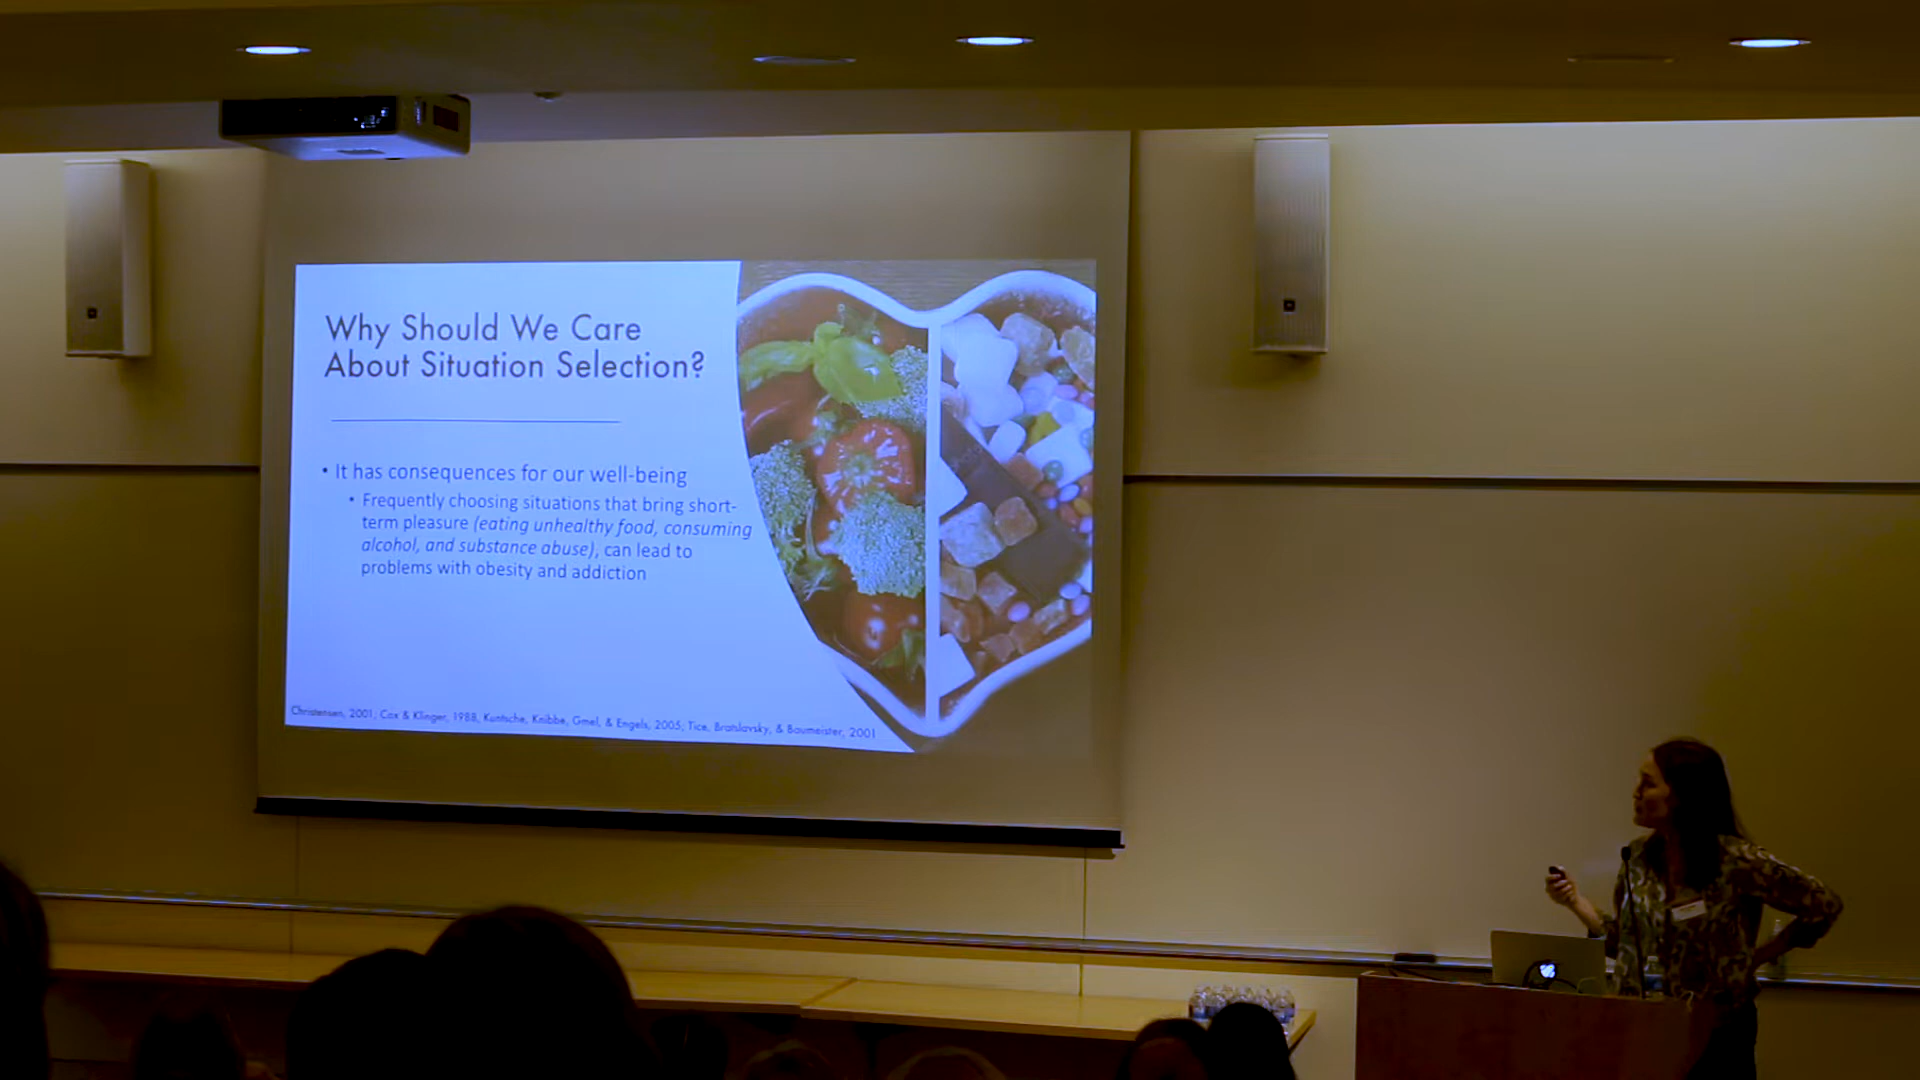 Why Should We Care
About Situation Selection?
• It has consequences for our well-being
• Frequently choosing situations that bring short-
term pleasure (eating unhealthy food, consuming
alcohol, and substance abuse), can lead to
problems with obesity and addiction
Christensen, 2001; Cox & Klinger, 1988, Kuntsche, Knibbe, Gmel, & Engels, 2005; Tice, Bratslavsky, & Baumeister, 2001